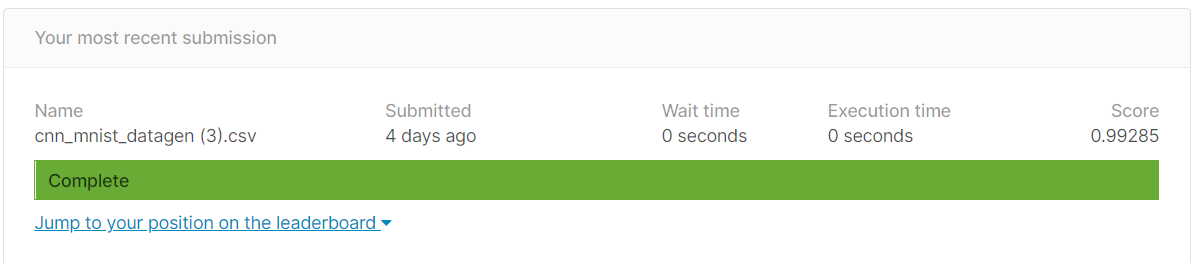 Your most recent submission
Name Submitted Wait time Execution time Score
cnn_mnist_datagen (3).csv 4 days ago 0 seconds 0 seconds 0.99285
Complete
Jump to your position on the leaderboard